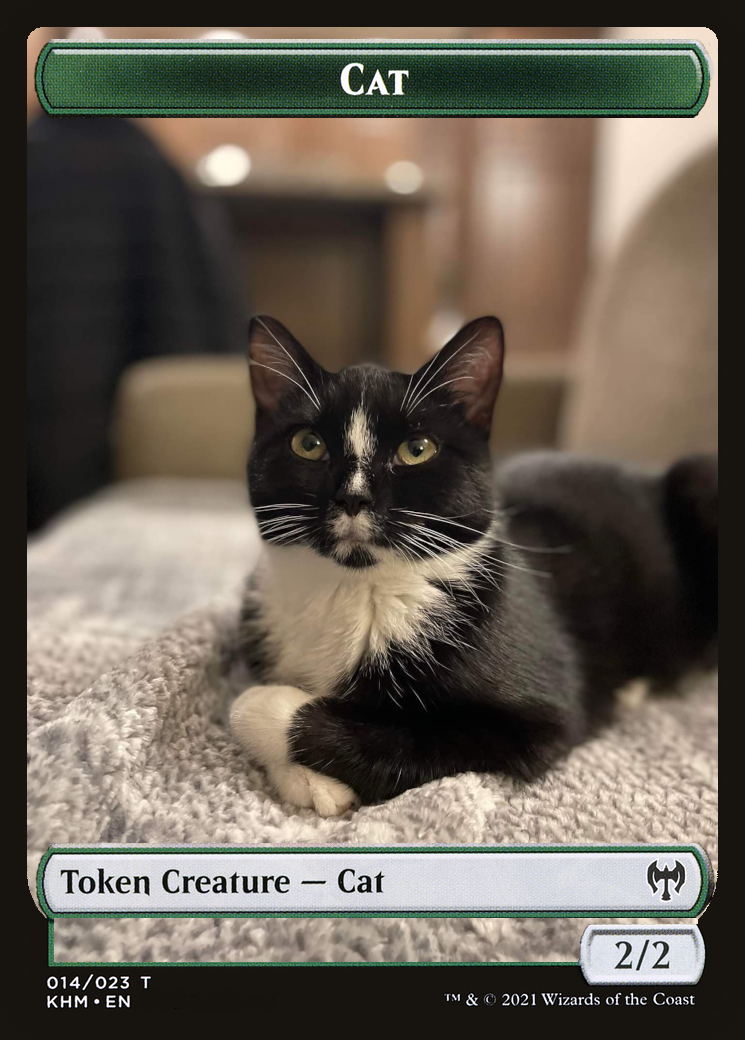 Cat
Token Creature — Cat
2/2
014/023 T
KHM • EN
™ & © 2021 Wizards of the Coast